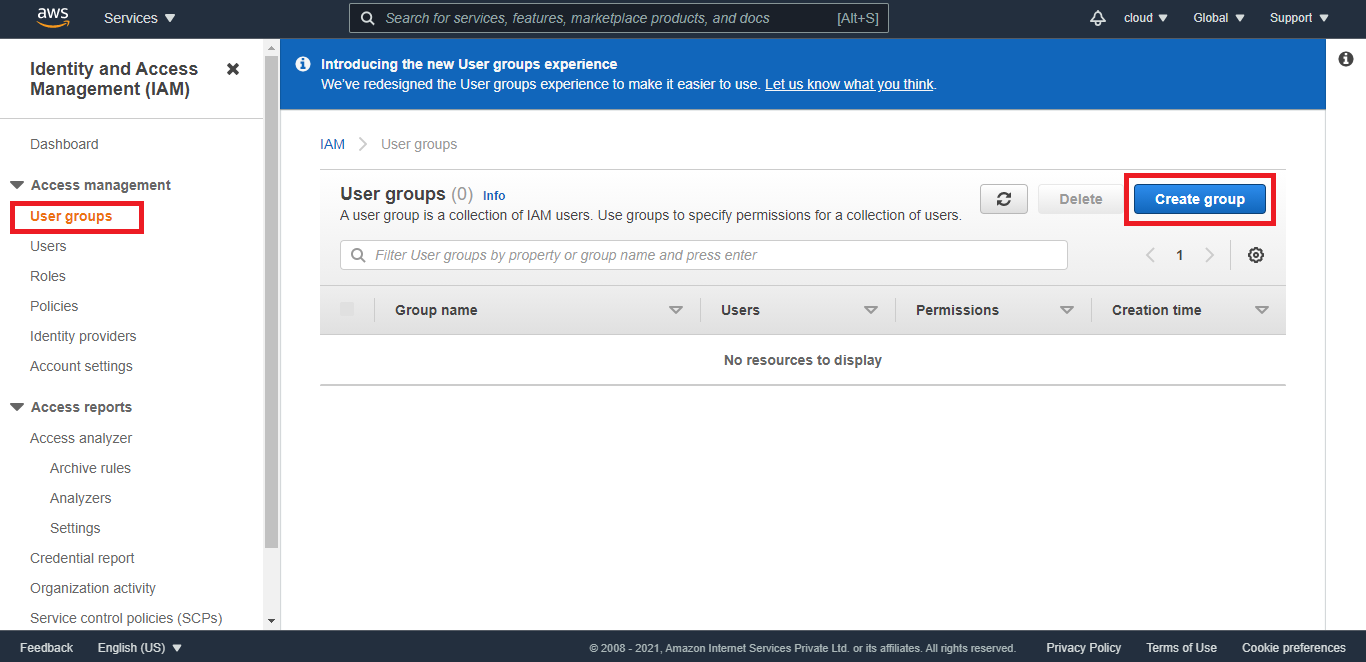 aws
Services
Search for services, features, marketplace products, and docs [Alt+S]
cloud
Global
Support
Identity and Access
Management (IAM)
Dashboard
Access management
User groups
Users
Roles
Policies
Identity providers
Account settings
Access reports
Access analyzer
Archive rules
Analyzers
Settings
Credential report
Organization activity
Service control policies (SCPs)
Introducing the new User groups experience
We've redesigned the User groups experience to make it easier to use. Let us know what you think.
IAM User groups
User groups (0) Info
A user group is a collection of IAM users. Use groups to specify permissions for a collection of users.
Delete
Create group
Filter User groups by property or group name and press enter
1
Group name Users Permissions Creation time
No resources to display
Feedback English (US) © 2008 - 2021, Amazon Internet Services Private Ltd. or its affiliates. All rights reserved. Privacy Policy Terms of Use Cookie preferences